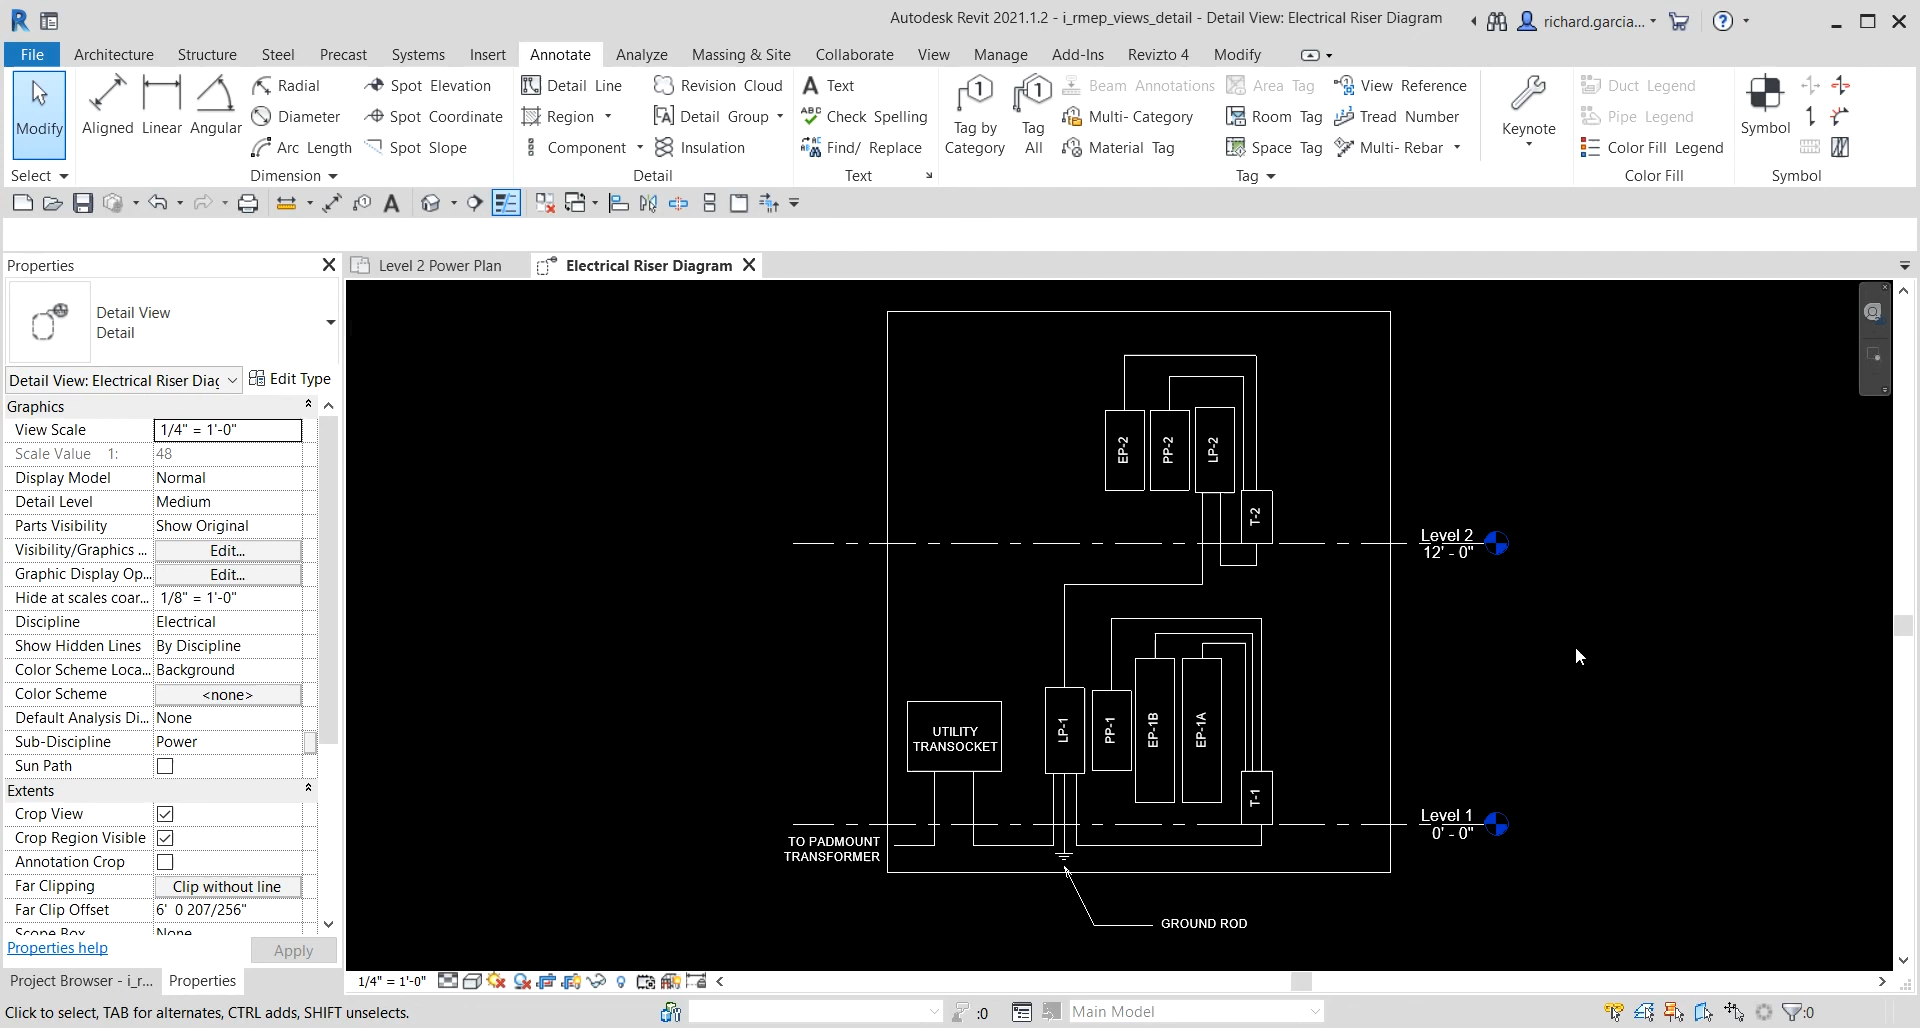 Autodesk Revit 2021.1.2 - i_rmep_views_detail - Detail View: Electrical Riser Diagram
richard.garcia...
File Architecture Structure Steel Precast Systems Insert Annotate Analyze Massing & Site Collaborate View Manage Add-Ins Revizto 4 Modify
Modify
Select
Aligned Linear Angular
Radial
Diameter
Arc Length
Spot Elevation
Spot Coordinate
Spot Slope
Dimension
Detail Line
Region
Component
Revision Cloud
Detail Group
Insulation
Detail
Text
Check Spelling
Find/ Replace
Text
Tag by
Category
Tag
All
Beam Annotations
Multi- Category
Material Tag
Area Tag
Room Tag
Space Tag
View Reference
Tread Number
Multi- Rebar
Tag
Keynote
Duct Legend
Pipe Legend
Color Fill Legend
Color Fill
Symbol
Symbol
Properties
Level 2 Power Plan
Electrical Riser Diagram
Detail View
Detail
Detail View: Electrical Riser Diag
Edit Type
Graphics
View Scale 1/4" = 1'-0"
Scale Value 1: 48
Display Model Normal
Detail Level Medium
Parts Visibility Show Original
Visibility/Graphics ... Edit...
Graphic Display Op... Edit...
Hide at scales coar... 1/8" = 1'-0"
Discipline Electrical
Show Hidden Lines By Discipline
Color Scheme Loca... Background
Color Scheme <none>
Default Analysis Di... None
Sub-Discipline Power
Sun Path
Extents
Crop View
Crop Region Visible
Annotation Crop
Far Clipping Clip without line
Far Clip Offset 6' 0 207/256"
Scope Box None
Properties help
Apply
Project Browser - i_r...
Properties
EP-2
PP-2
LP-2
T-2
Level 2
12' - 0"
UTILITY
TRANSOCKET
LP-1
PP-1
EP-1B
EP-1A
T-1
Level 1
0' - 0"
TO PADMOUNT
TRANSFORMER
GROUND ROD
1/4" = 1'-0"
Click to select, TAB for alternates, CTRL adds, SHIFT unselects.
:0
Main Model
:0